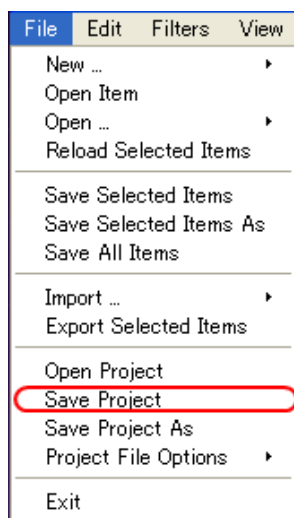 File Edit Filters View
New ...
Open Item
Open ...
Reload Selected Items
Save Selected Items
Save Selected Items As
Save All Items
Import ...
Export Selected Items
Open Project
Save Project
Save Project As
Project File Options
Exit